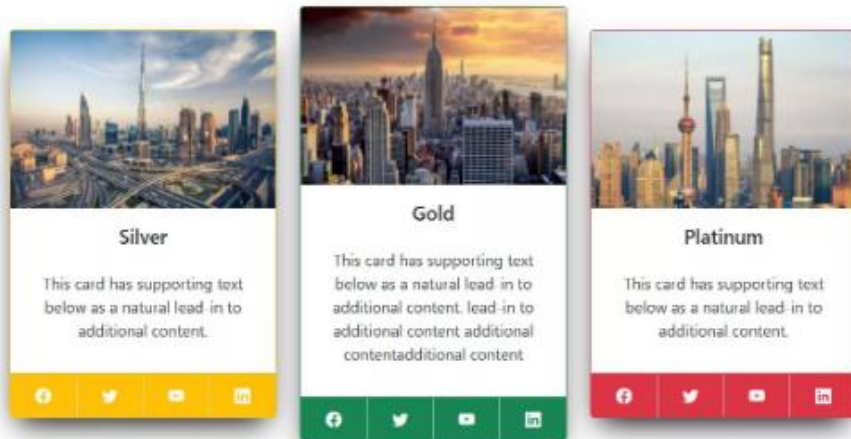 Silver
This card has supporting text
below as a natural lead-in to
additional content.
Gold
This card has supporting text
below as a natural lead-in to
additional content. lead-in to
additional content additional
contentadditional content
Platinum
This card has supporting text
below as a natural lead-in to
additional content.